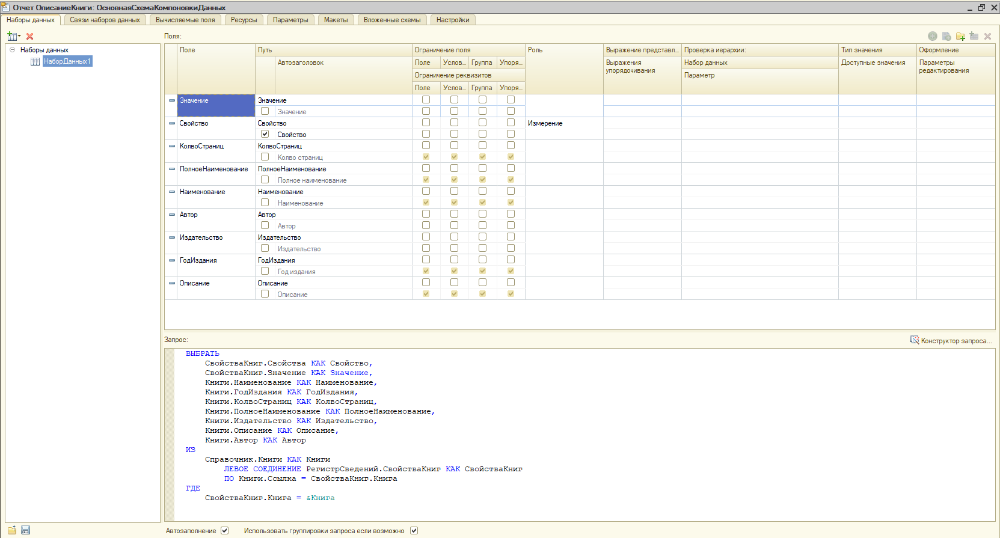 Отчет ОписаниеКниги: ОсновнаяСхемаКомпоновкиДанных
Наборы данных Связи наборов данных Вычисляемые поля Ресурсы Параметры Макеты Вложенные схемы Настройки
Наборы данных
НаборДанных1
Поля:
Поле Путь Ограничение поля Роль Выражение представл... Проверка иерархии: Тип значения Оформление
Автозаголовок Поле Услов... Группа Упоря... Выражения упорядочивания Набор данных Доступные значения Параметры редактирования
Ограничение реквизитов Параметр
Поле Услов... Группа Упоря...
Значение Значение
Значение
Свойство Свойство Измерение
Свойство
КолвоСтраниц КолвоСтраниц
Колво страниц
ПолноеНаименование ПолноеНаименование
Полное наименование
Наименование Наименование
Наименование
Автор Автор
Автор
Издательство Издательство
Издательство
ГодИздания ГодИздания
Год издания
Описание Описание
Описание
Запрос: Конструктор запроса...
ВЫБРАТЬ
СвойстваКниг.Свойства КАК Свойство,
СвойстваКниг.Значение КАК Значение,
Книги.Наименование КАК Наименование,
Книги.ГодИздания КАК ГодИздания,
Книги.КолвоСтраниц КАК КолвоСтраниц,
Книги.ПолноеНаименование КАК ПолноеНаименование,
Книги.Издательство КАК Издательство,
Книги.Описание КАК Описание,
Книги.Автор КАК Автор
ИЗ
Справочник.Книги КАК Книги
ЛЕВОЕ СОЕДИНЕНИЕ РегистрСведений.СвойстваКниг КАК СвойстваКниг
ПО Книги.Ссылка = СвойстваКниг.Книга
ГДЕ
СвойстваКниг.Книга = &Книга
Автозаполнение Использовать группировки запроса если возможно